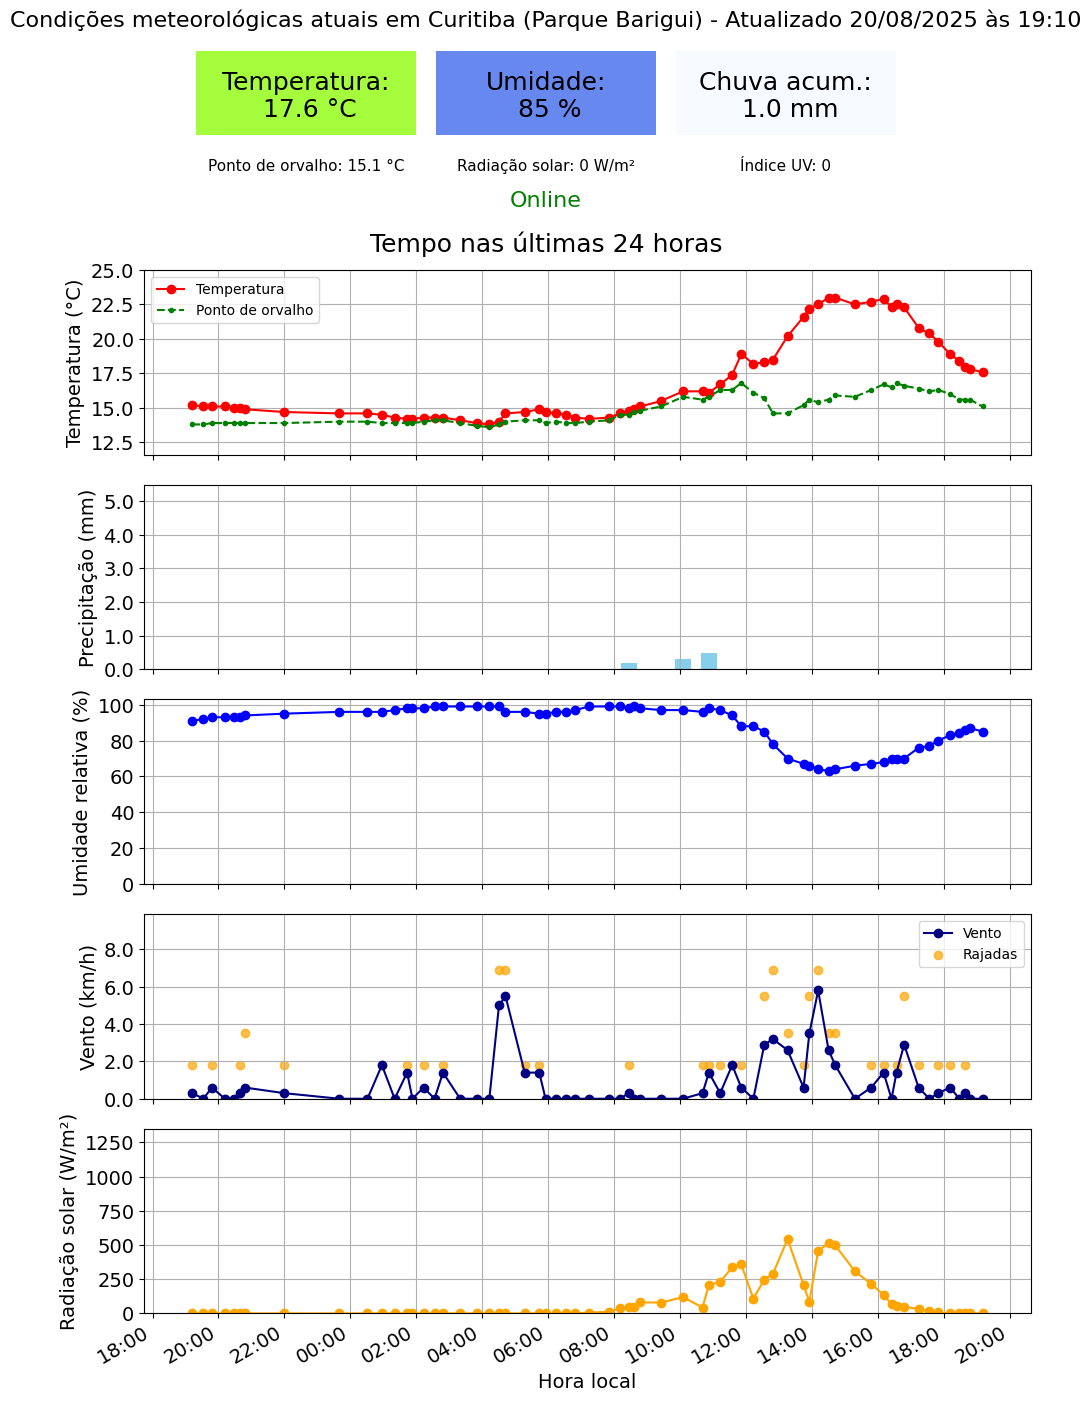 Condições meteorológicas atuais em Curitiba (Parque Barigui) - Atualizado 20/08/2025 às 19:10
Temperatura:
17.6 °C
Umidade:
85 %
Chuva acum.:
1.0 mm
Ponto de orvalho: 15.1 °C
Radiação solar: 0 W/m²
Índice UV: 0
Online
Tempo nas últimas 24 horas
Temperatura (°C)
25.0
22.5
20.0
17.5
15.0
12.5
Temperatura
Ponto de orvalho
Precipitação (mm)
5.0
4.0
3.0
2.0
1.0
0.0
Umidade relativa (%)
100
80
60
40
20
0
Vento (km/h)
8.0
6.0
4.0
2.0
0.0
Vento
Rajadas
Radiação solar (W/m²)
1250
1000
750
500
250
0
18:00
20:00
22:00
00:00
02:00
04:00
06:00
08:00
10:00
12:00
14:00
16:00
18:00
20:00
Hora local